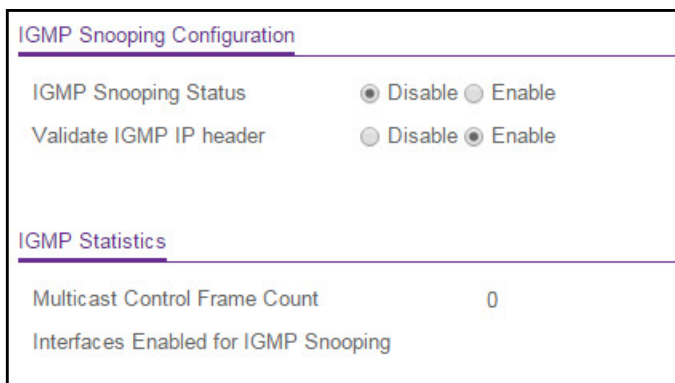 IGMP Snooping Configuration
IGMP Snooping Status Disable Enable
Validate IGMP IP header Disable Enable
IGMP Statistics
Multicast Control Frame Count 0
Interfaces Enabled for IGMP Snooping